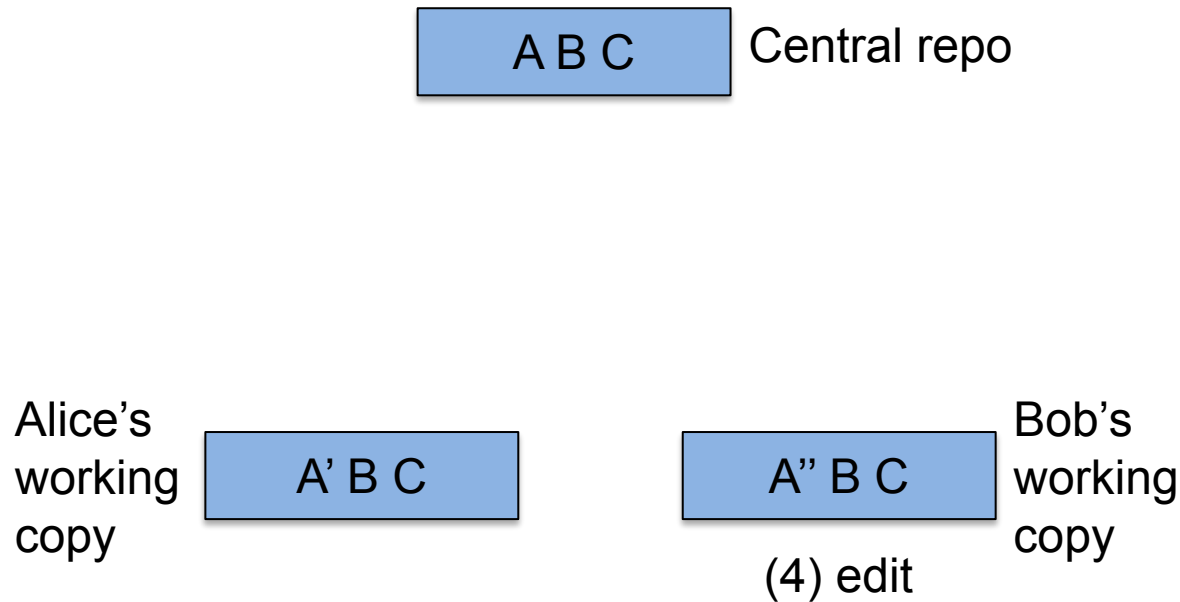 A B C
Central repo
Alice’s
working
copy
A’ B C
A’’ B C
Bob’s
working
copy
(4) edit